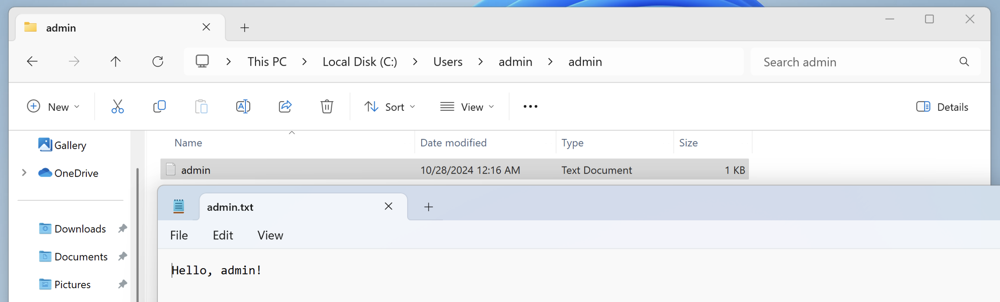 admin
This PC Local Disk (C:) Users admin admin
Search admin
New Sort View Details
Gallery
OneDrive
Downloads
Documents
Pictures
Name Date modified Type Size
admin 10/28/2024 12:16 AM Text Document 1 KB
admin.txt
File Edit View
Hello, admin!